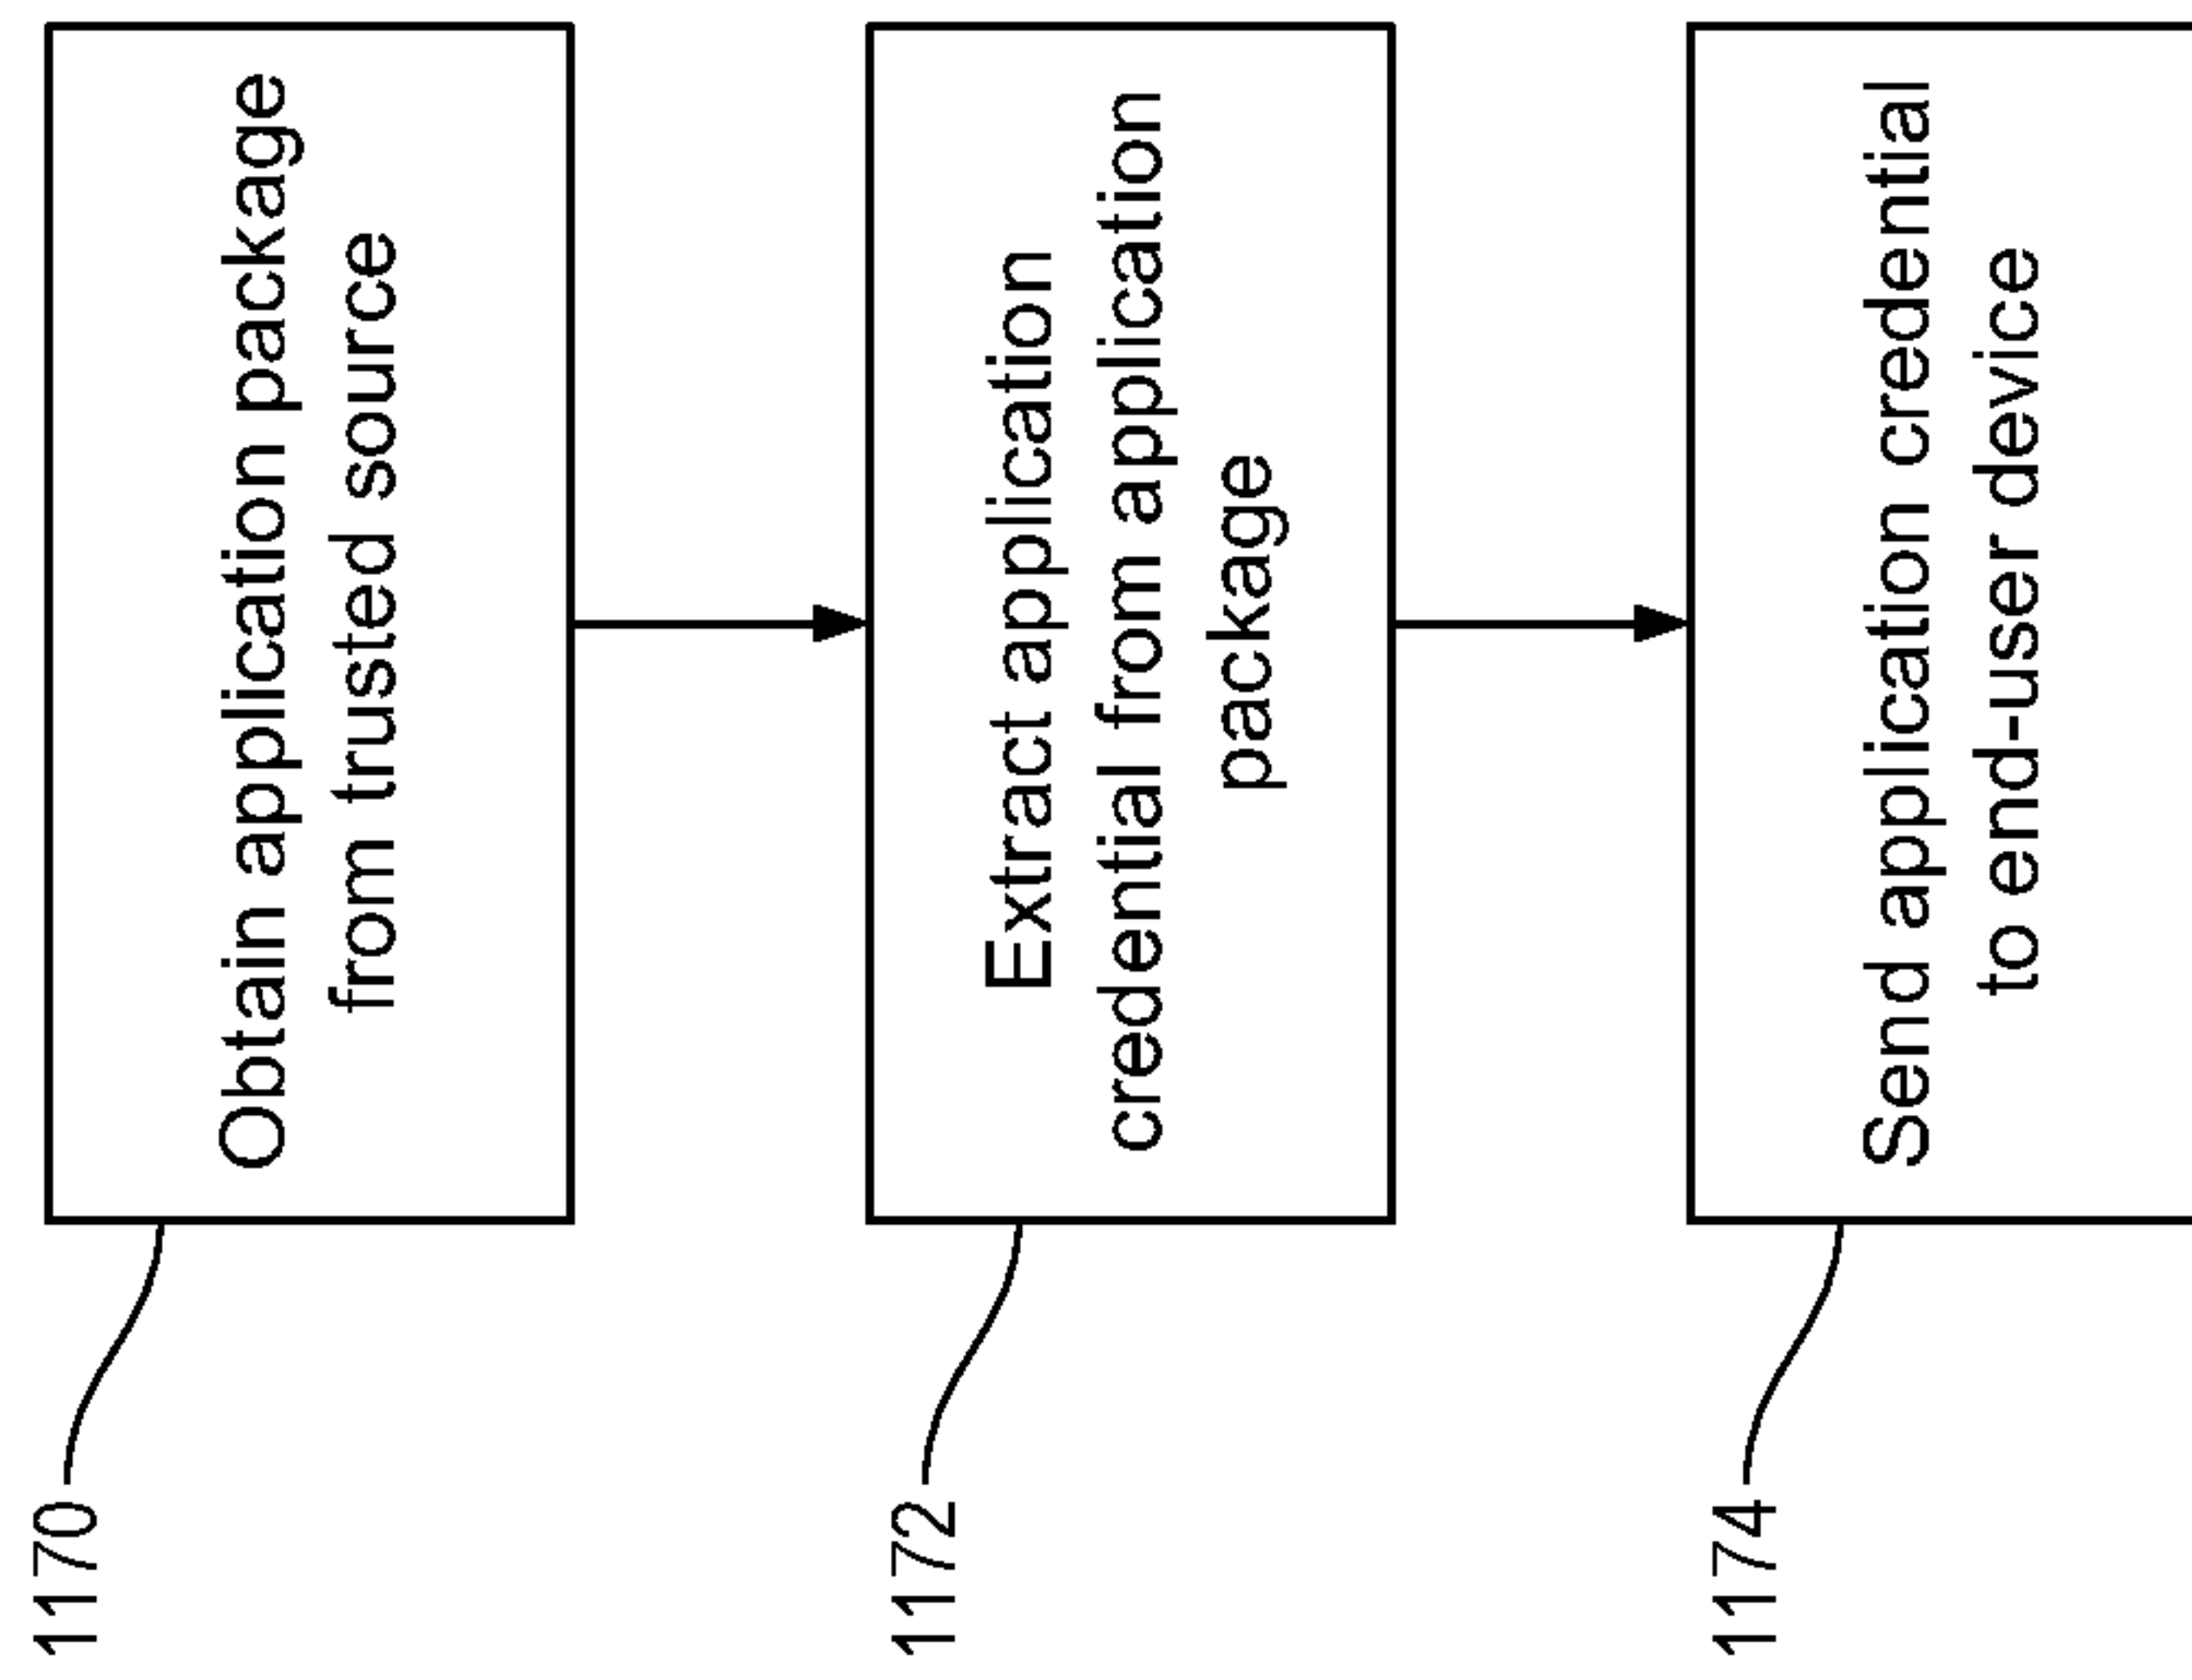 1170
Obtain application package
from trusted source
1172
Extract application
credential from application
package
1174
Send application credential
to end-user device